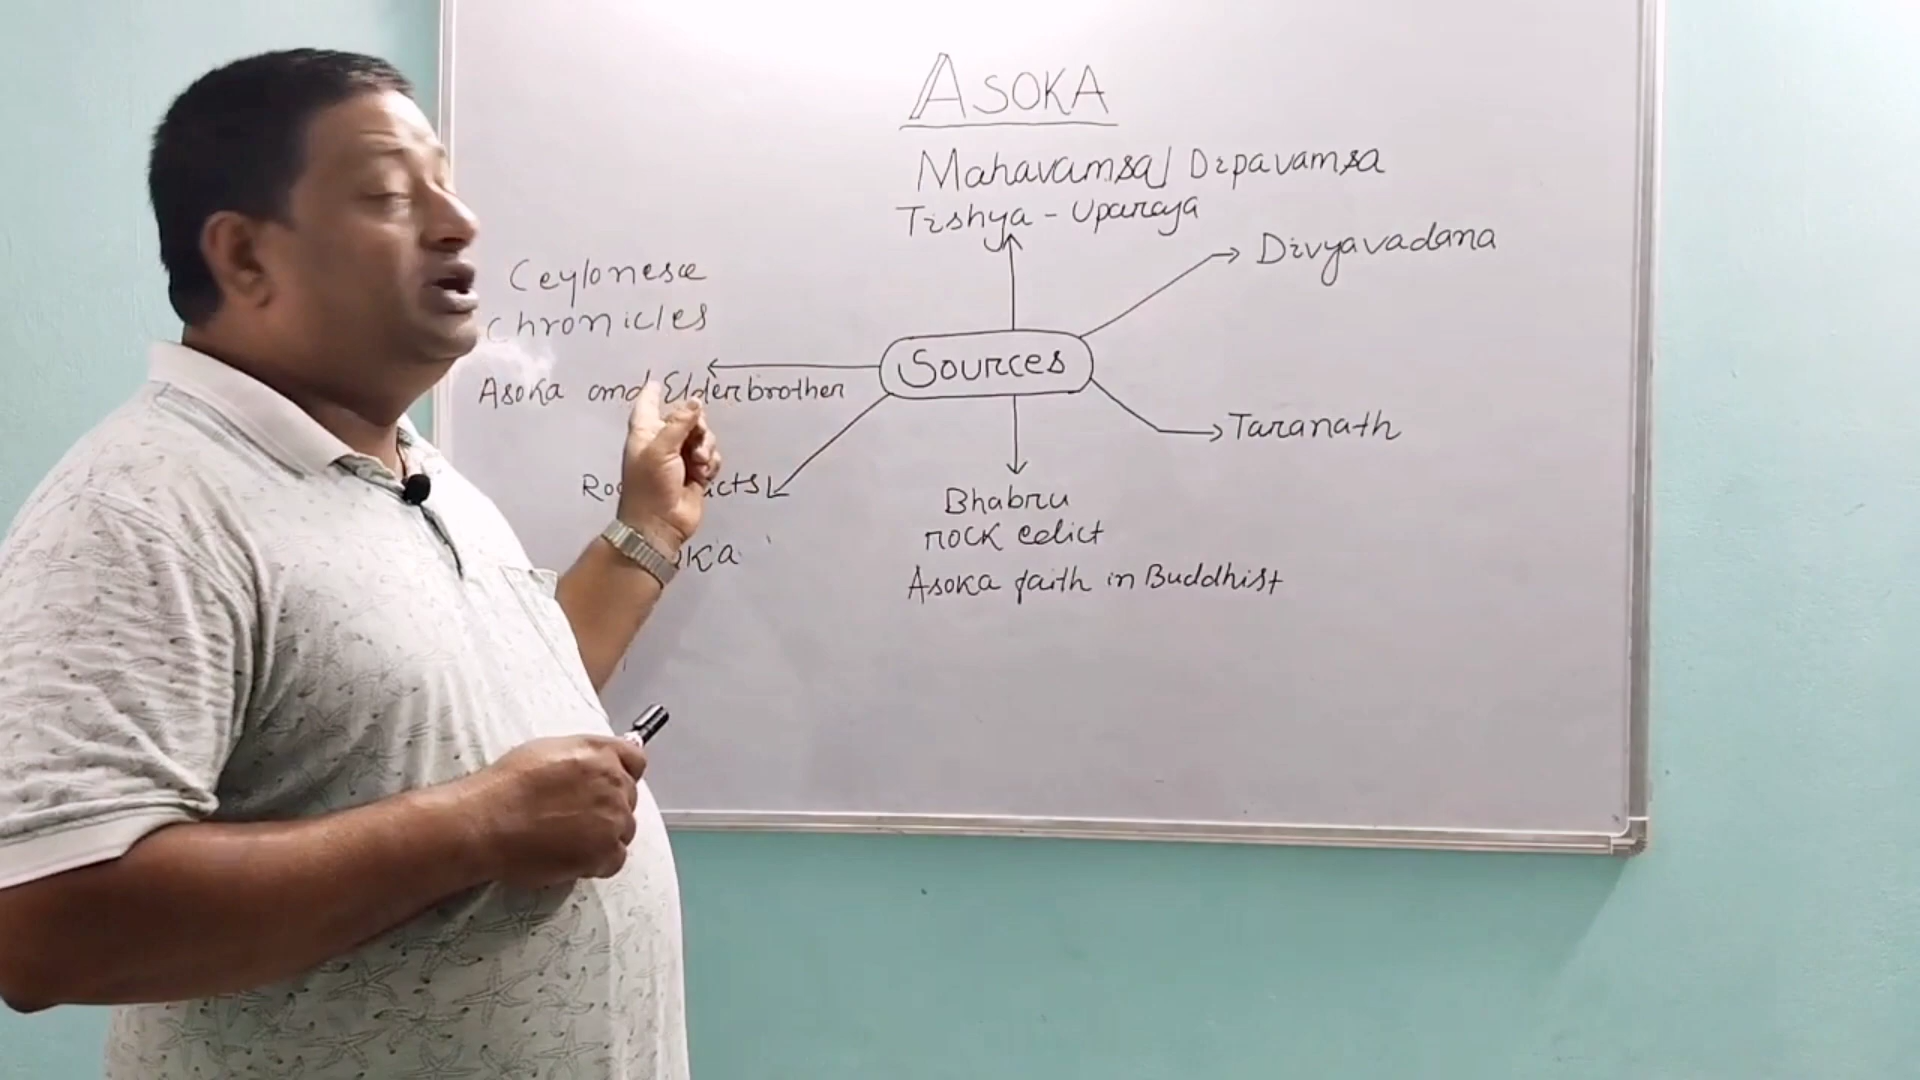 ASOKA
Mahavamsa/ Dipavamsa
Tishya - Uparaja
Divyavadana
Ceylonese
chronicles
Sources
Asoka and Elderbrother
Taranath
Bhabru
rock edict
Asoka faith in Buddhist